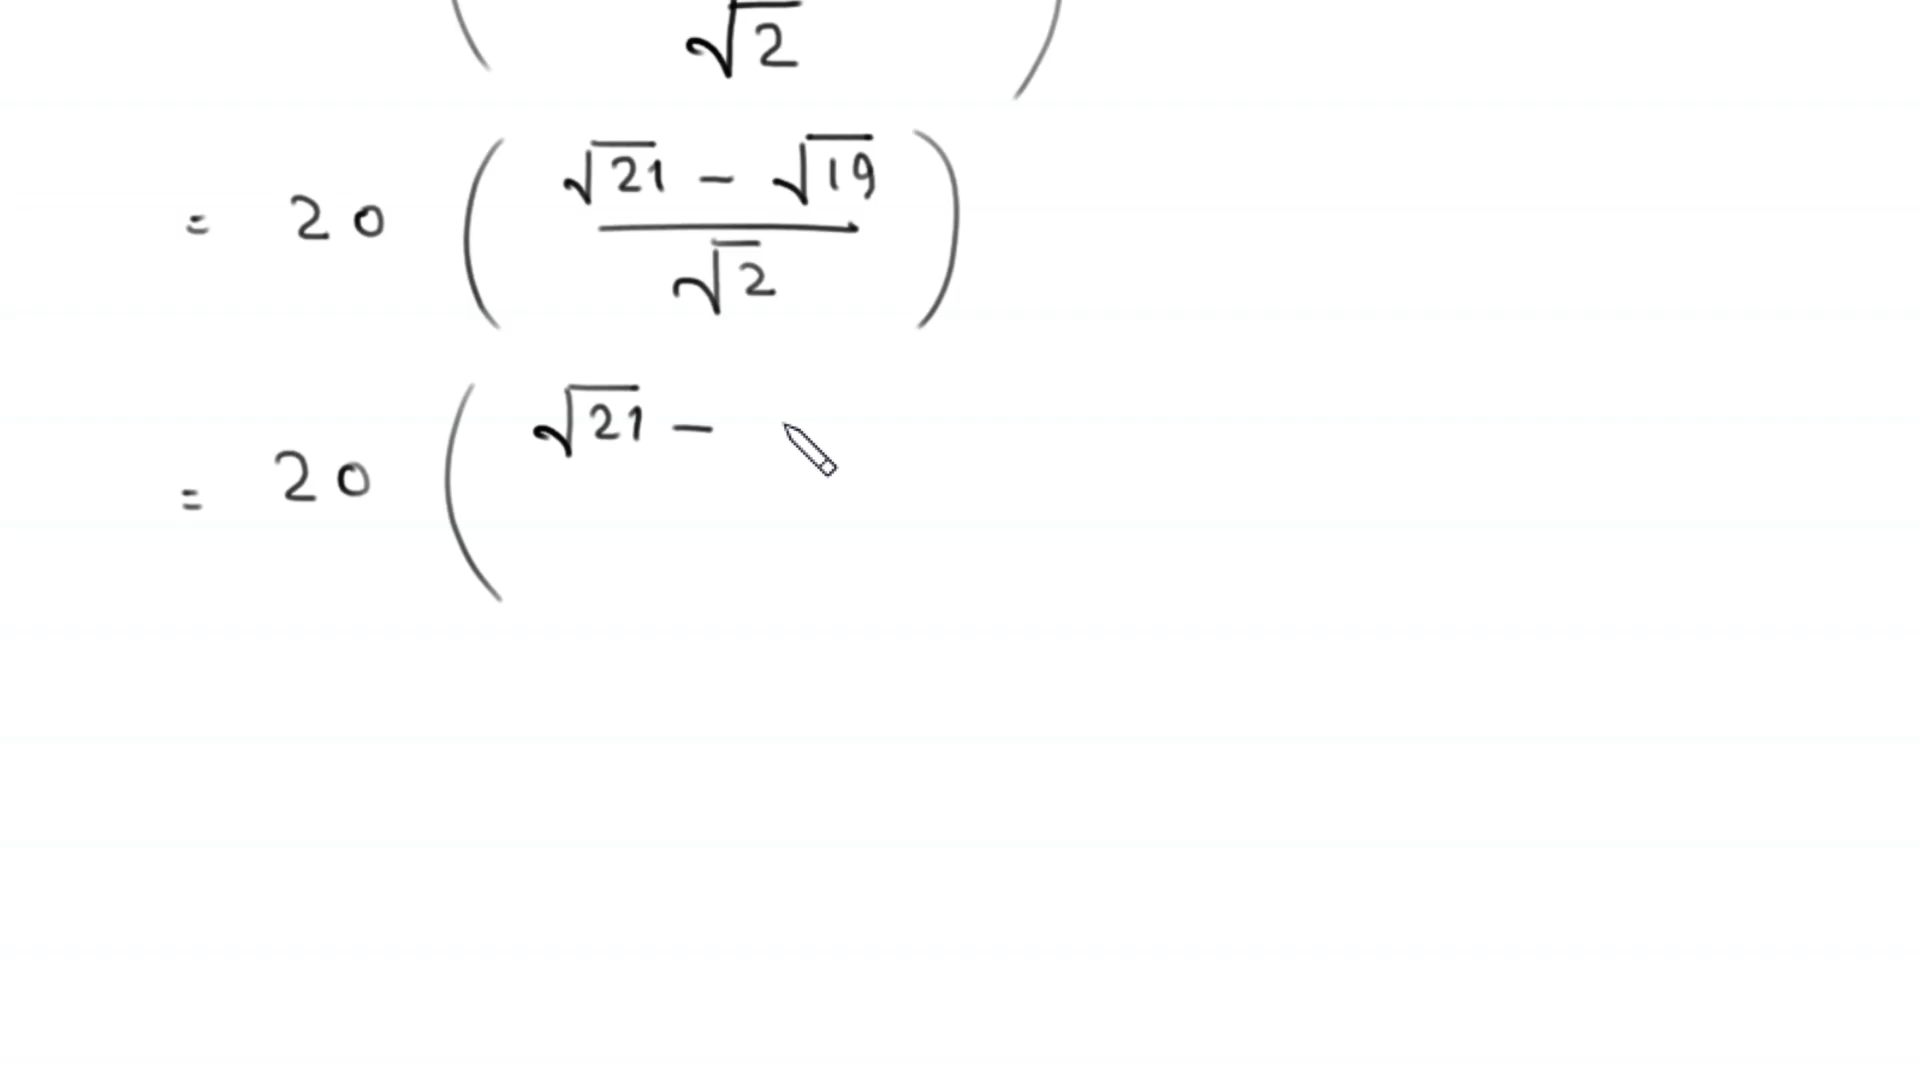 √2
= 20 ( (√21 - √19) / √2 )
= 20 ( √21 -